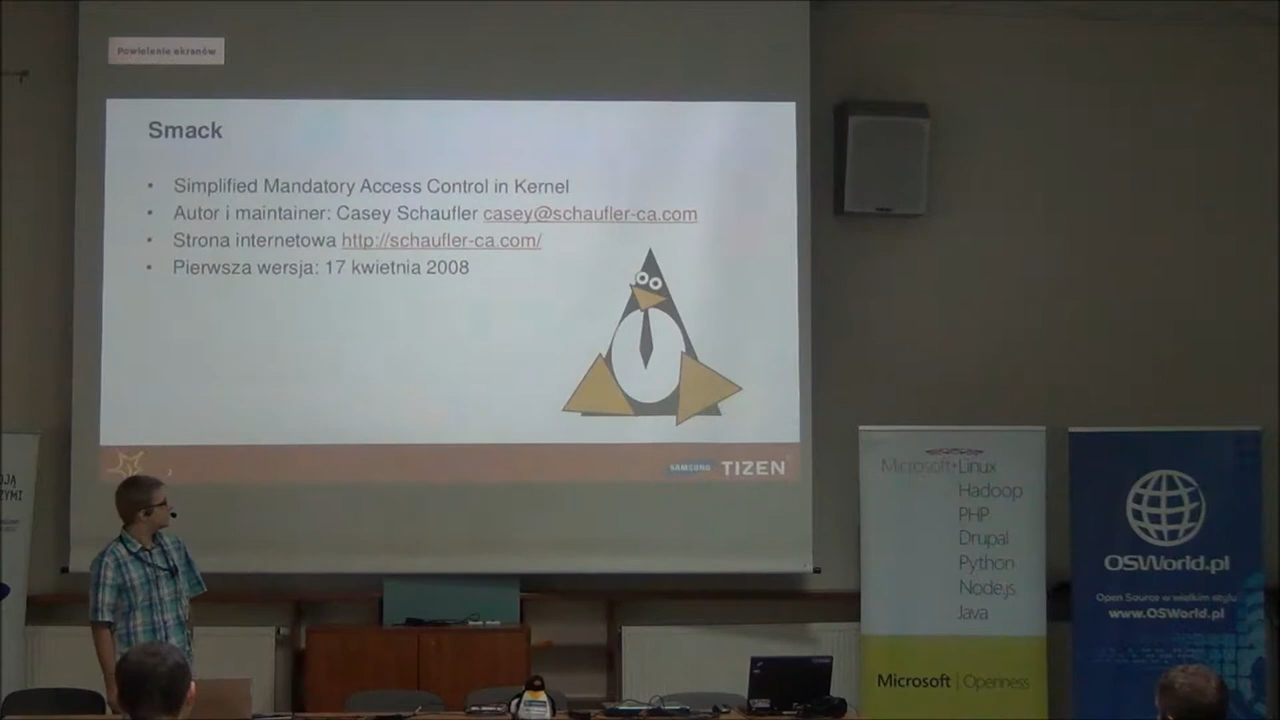 Powielenie ekranów
Smack
Simplified Mandatory Access Control in Kernel
Autor i maintainer: Casey Schaufler casey@schaufler-ca.com
Strona internetowa http://schaufler-ca.com/
Pierwsza wersja: 17 kwietnia 2008
SAMSUNG TIZEN
Microsoft+Linux
Hadoop
PHP
Drupal
Python
Node.js
Java
Microsoft | Openness
OSWorld.pl
Open Source w wielkim stylu
www.OSWorld.pl